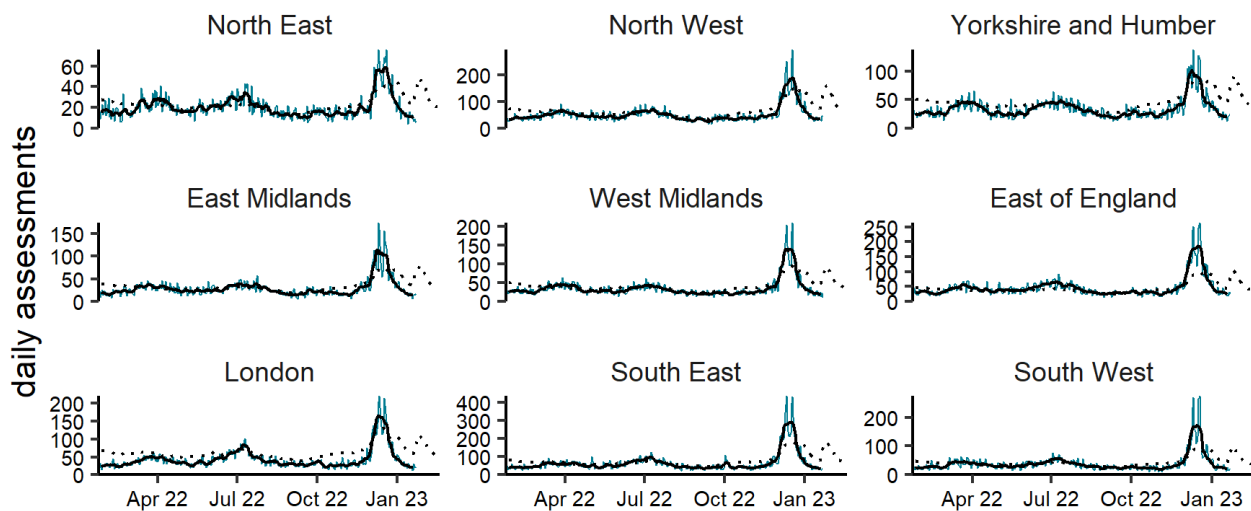 daily assessments
North East
60
40
20
0
North West
200
100
0
Yorkshire and Humber
100
50
0
East Midlands
150
100
50
0
West Midlands
200
150
100
50
0
East of England
250
200
150
100
50
0
London
200
150
100
50
0
Apr 22 Jul 22 Oct 22 Jan 23
South East
400
300
200
100
0
Apr 22 Jul 22 Oct 22 Jan 23
South West
200
100
0
Apr 22 Jul 22 Oct 22 Jan 23